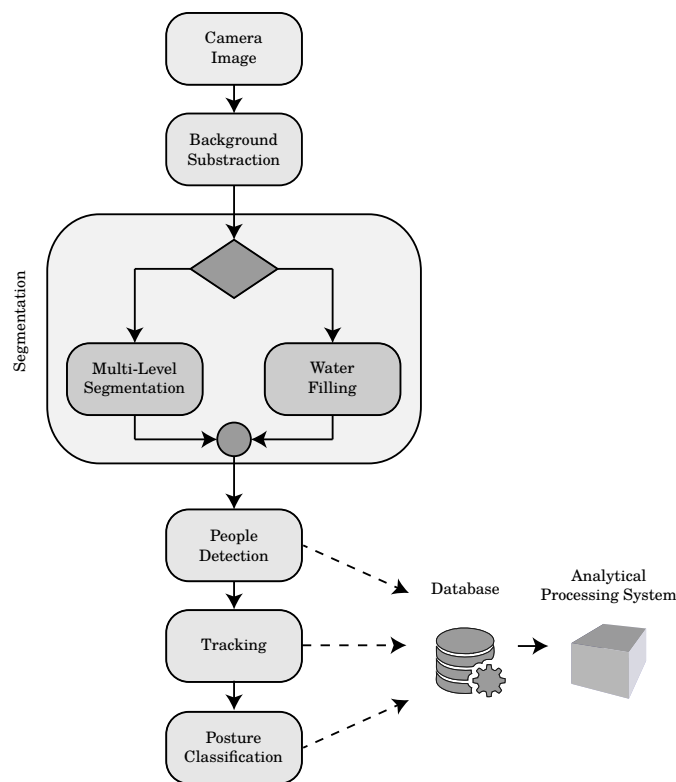 Camera
Image
Background
Substraction
Segmentation
Multi-Level
Segmentation
Water
Filling
People
Detection
Database
Analytical
Processing System
Tracking
Posture
Classification